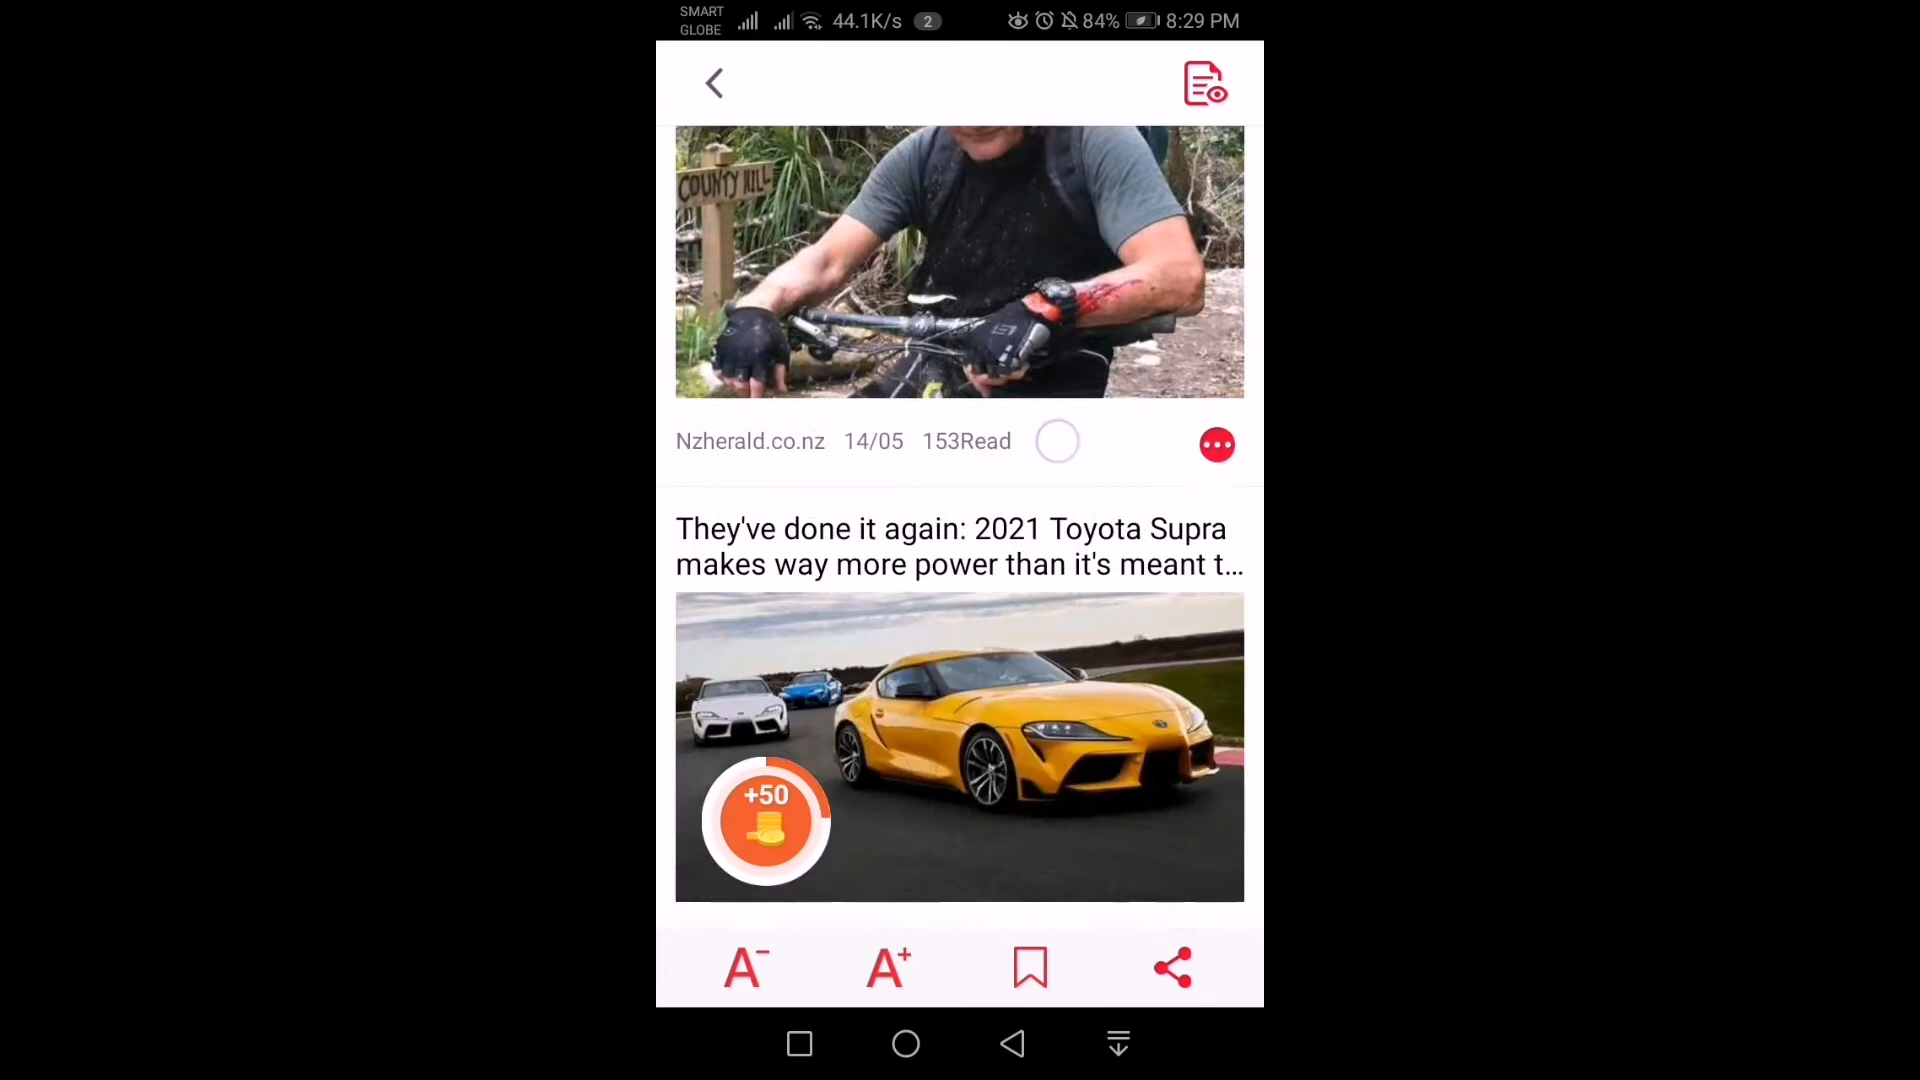 SMART
GLOBE
44.1K/s 2 84% 8:29 PM
COUNTY HILL
Nzherald.co.nz 14/05 153Read
They've done it again: 2021 Toyota Supra
makes way more power than it's meant t...
+50
A- A+